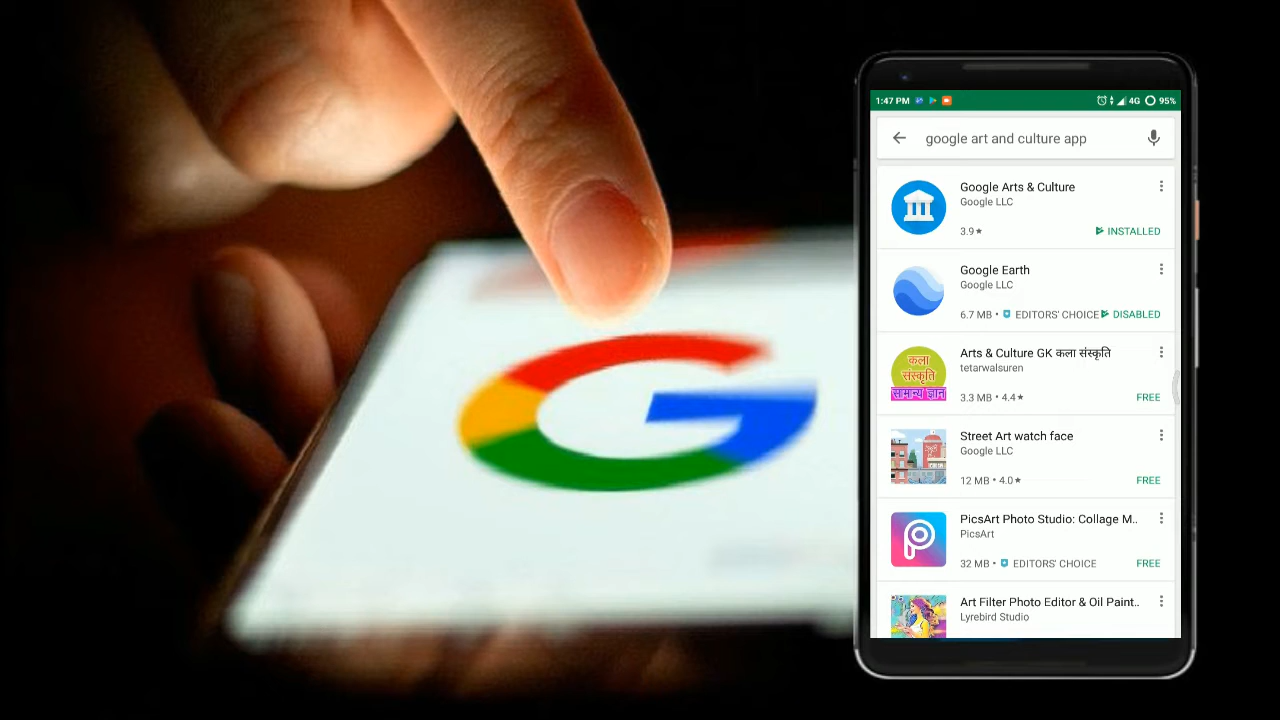 1:47 PM 4G 95%
google art and culture app
Google Arts & Culture
Google LLC
3.9★ INSTALLED
Google Earth
Google LLC
6.7 MB • EDITORS' CHOICE DISABLED
कला
संस्कृति
सामान्य ज्ञान
Arts & Culture GK कला संस्कृति
tetarwalsuren
3.3 MB • 4.4★ FREE
Street Art watch face
Google LLC
12 MB • 4.0★ FREE
PicsArt Photo Studio: Collage M..
PicsArt
32 MB • EDITORS' CHOICE FREE
Art Filter Photo Editor & Oil Paint..
Lyrebird Studio